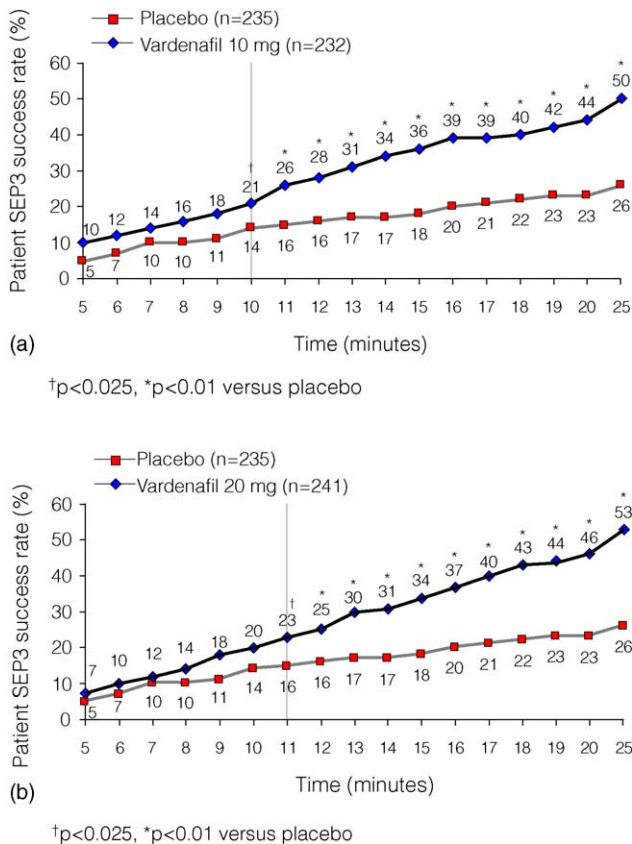 Placebo (n=235)
Vardenafil 10 mg (n=232)
Patient SEP3 success rate (%)
60
50
40
30
20
10
0
10 12 14 16 18 21 26 28 31 34 36 39 39 40 42 44 50
† * * * * * * * * * * *
5 7 10 10 11 14 16 16 17 17 18 20 21 22 23 23 26
5 6 7 8 9 10 11 12 13 14 15 16 17 18 19 20 25
Time (minutes)
(a)
†p<0.025, *p<0.01 versus placebo
Placebo (n=235)
Vardenafil 20 mg (n=241)
Patient SEP3 success rate (%)
60
50
40
30
20
10
0
7 10 12 14 18 20 23 25 30 31 34 37 40 43 44 46 53
† * * * * * * * * * *
5 7 10 10 11 14 16 16 17 17 18 20 21 22 23 23 26
5 6 7 8 9 10 11 12 13 14 15 16 17 18 19 20 25
Time (minutes)
(b)
†p<0.025, *p<0.01 versus placebo